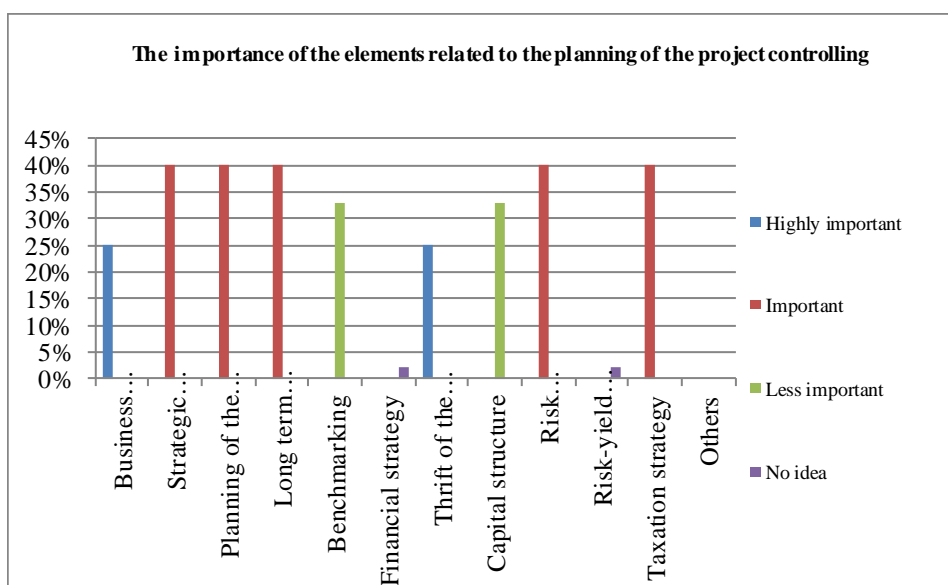 The importance of the elements related to the planning of the project controlling
45%
40%
35%
30%
25%
20%
15%
10%
5%
0%
Business…
Strategic…
Planning of the…
Long term…
Benchmarking
Financial strategy
Thrift of the…
Capital structure
Risk…
Risk-yield…
Taxation strategy
Others
Highly important
Important
Less important
No idea